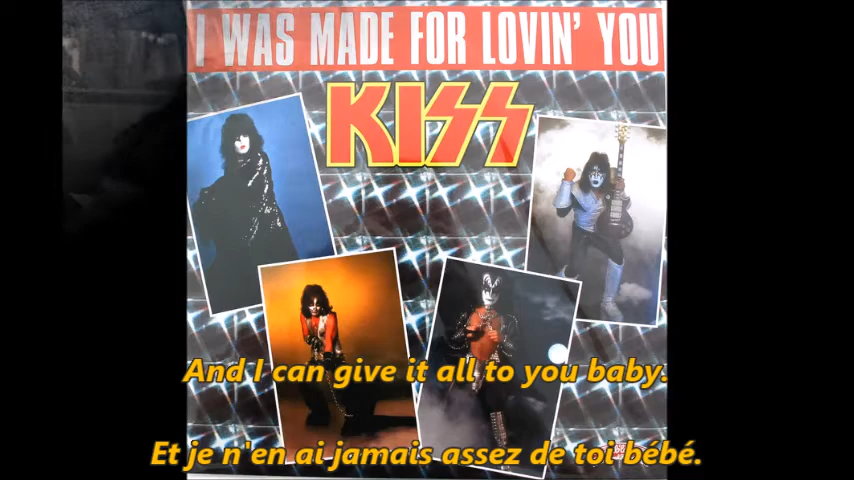 I WAS MADE FOR LOVIN' YOU
KISS
And I can give it all to you baby.
Et je n'en ai jamais assez de toi bébé.